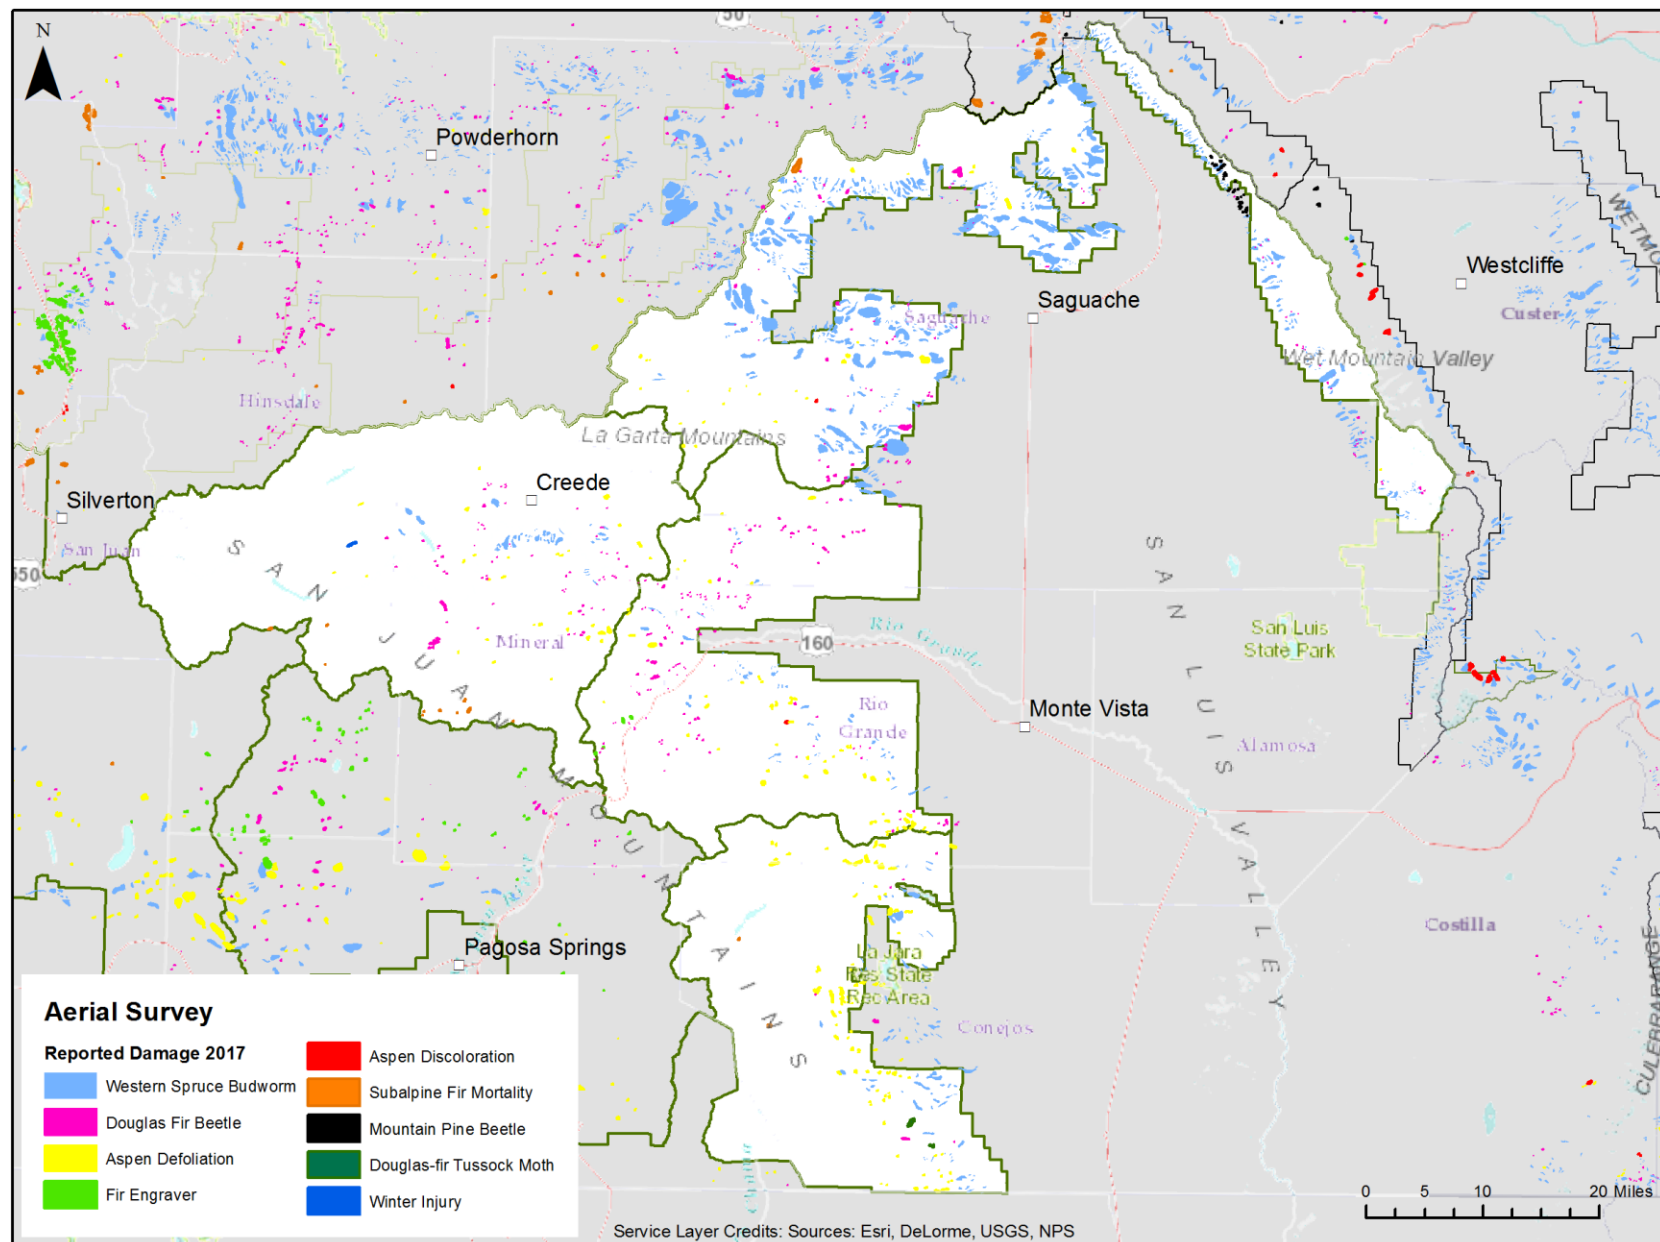 N
50
Powderhorn
WETMO
Westcliffe
Saguache
Saguache
Custer
Wet Mountain Valley
Hinsdale
La Garita Mountains
Creede
Silverton
San Juan
550
SAN JUAN MOUNTAINS
Mineral
160
Rio Grande
SAN LUIS VALLEY
San Luis
State Park
Rio
Grande
Monte Vista
Alamosa
Pagosa Springs
La Jara
Res State
Rec Area
Conejos
Costilla
CULEBRA RANGE
Aerial Survey
Reported Damage 2017
Western Spruce Budworm
Douglas Fir Beetle
Aspen Defoliation
Fir Engraver
Aspen Discoloration
Subalpine Fir Mortality
Mountain Pine Beetle
Douglas-fir Tussock Moth
Winter Injury
0 5 10 20 Miles
Service Layer Credits: Sources: Esri, DeLorme, USGS, NPS